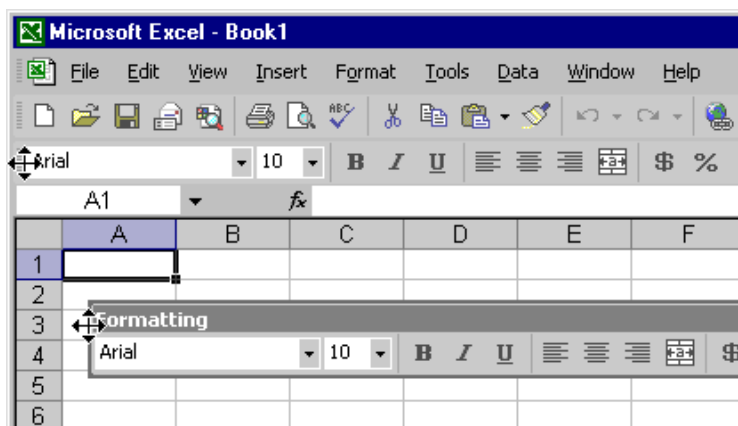 Microsoft Excel - Book1
File Edit View Insert Format Tools Data Window Help
ABC
Arial 10 B I U a $ %
A1 fx
A B C D E F
1
2
3 Formatting
4 Arial 10 B I U a $
5
6